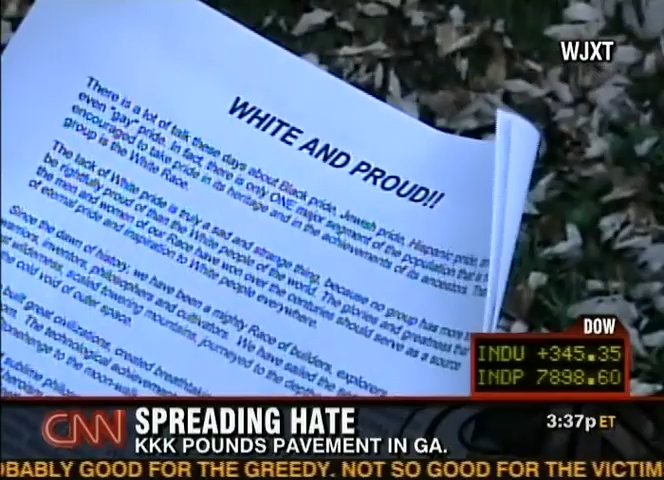 WJXT
WHITE AND PROUD!!
There is a lot of talk these days about Black pride, Jewish pride, Hispanic pride,
even "gay" pride. In fact, there is only ONE major segment of the population that is
encouraged to take pride in its heritage and in the achievements of its ancestors.
group is the White Race.
The lack of White pride is truly a sad and strange thing, because no group has more
be rightfully proud of than the White people of the world. The glories and greatness
the men and women of our Race have won over the centuries should serve as a source
of eternal pride and inspiration to White people everywhere.
Since the dawn of history, we have been a mighty Race of builders, explorers
inventors, philosophers and cultivators. We have sailed the
wilderness, scaled towering mountains, journeyed to the
the cold void of outer space.
built great civilizations, created
The technological
to the
DOW
INDU +345.35
INDP 7898.60
CNN
SPREADING HATE
3:37p ET
KKK POUNDS PAVEMENT IN GA.
OBABLY GOOD FOR THE GREEDY. NOT SO GOOD FOR THE VICTIM